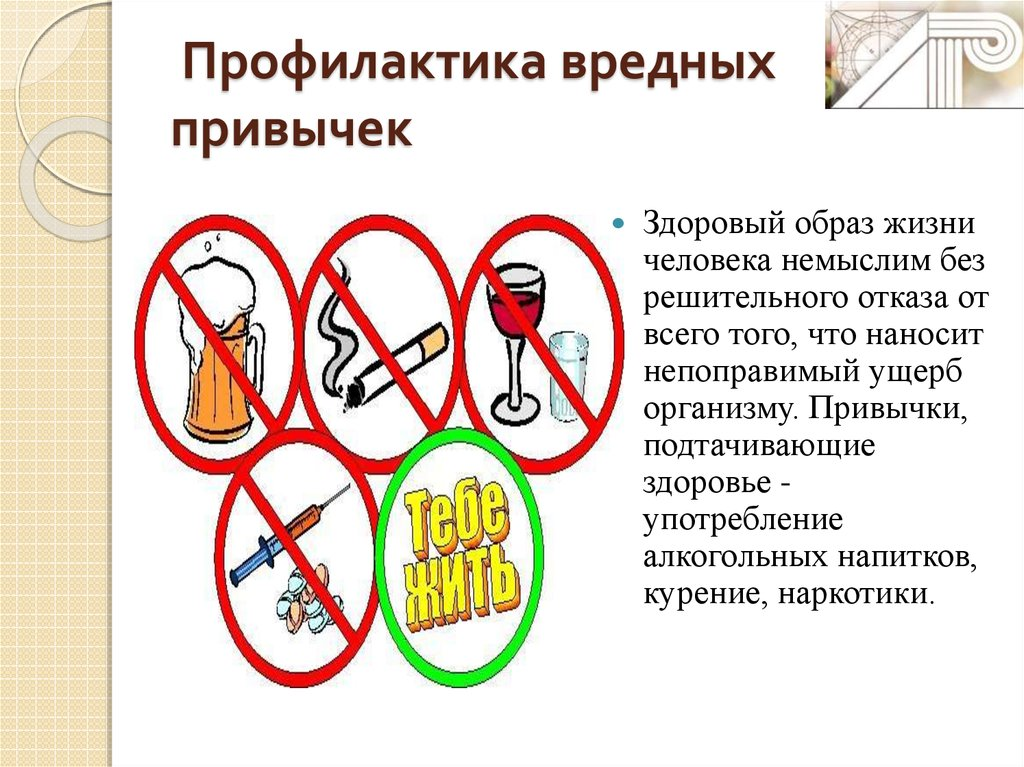 Профилактика вредных
привычек
Здоровый образ жизни
человека немыслим без
решительного отказа от
всего того, что наносит
непоправимый ущерб
организму. Привычки,
подтачивающие
здоровье -
употребление
алкогольных напитков,
курение, наркотики.
тебе
жить